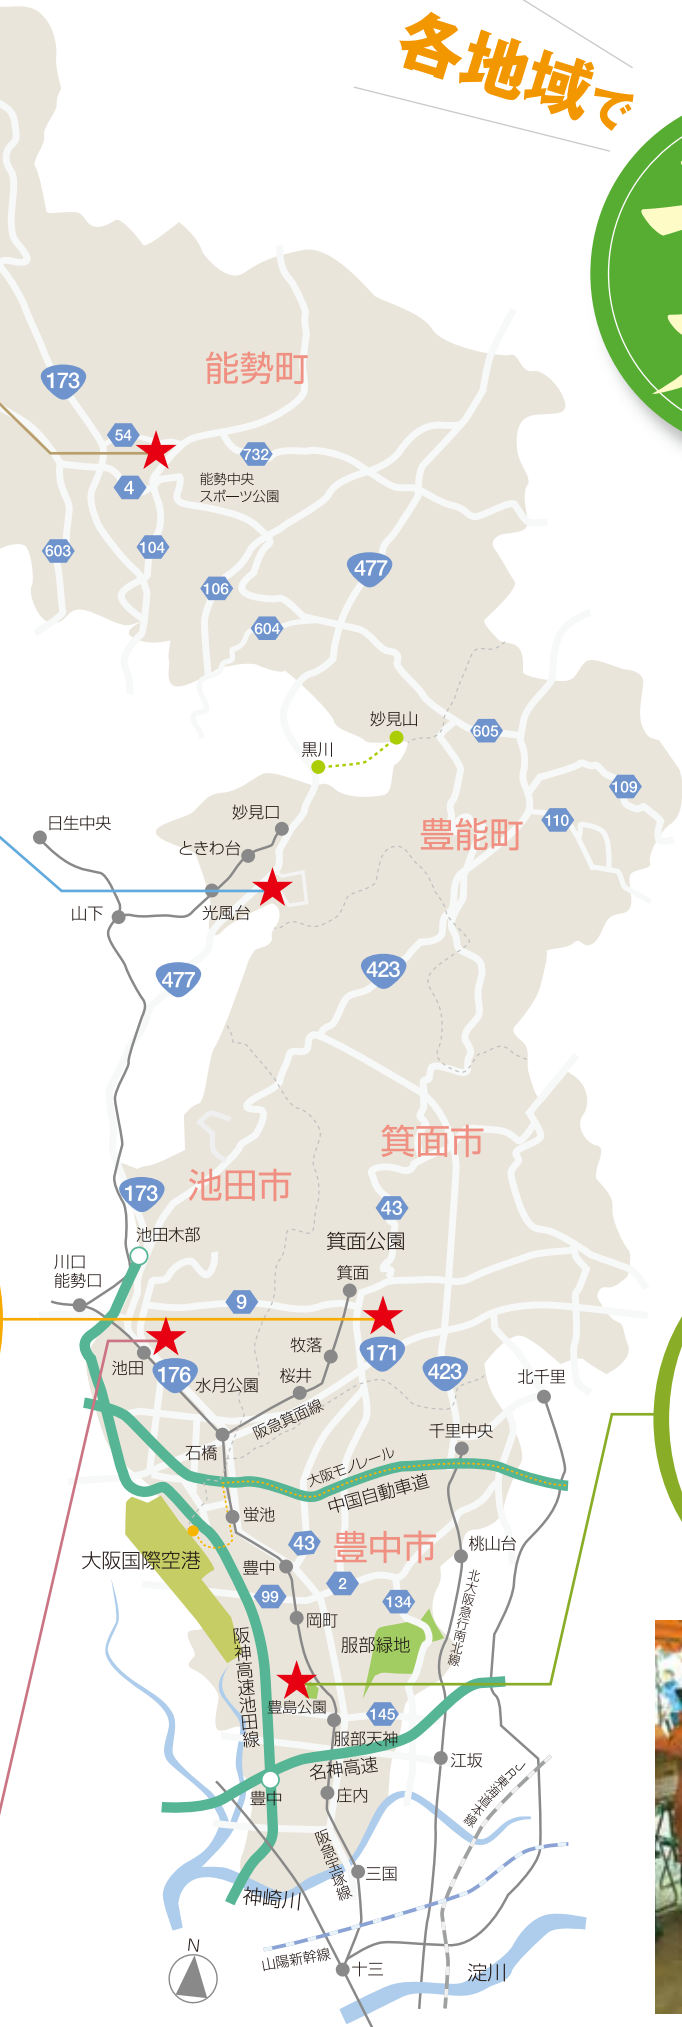 各地域で
能勢町
173
54
732
能勢中央
スポーツ公園
4
603
104
106
477
604
妙見山
605
黒川
109
妙見口
日生中央
豊能町
110
ときわ台
山下
光風台
477
423
箕面市
池田市
173
43
池田木部
箕面公園
川口
能勢口
箕面
9
牧落
171
池田
176
水月公園
桜井
423
北千里
阪急箕面線
石橋
千里中央
大阪モノレール
中国自動車道
蛍池
43
豊中市
桃山台
大阪国際空港
豊中
2
99
134
北大阪急行南北線
岡町
阪神高速池田線
服部緑地
豊島公園
145
服部天神
名神高速
江坂
豊中
庄内
JR東海道本線
阪急宝塚線
三国
神崎川
N
山陽新幹線
十三
淀川